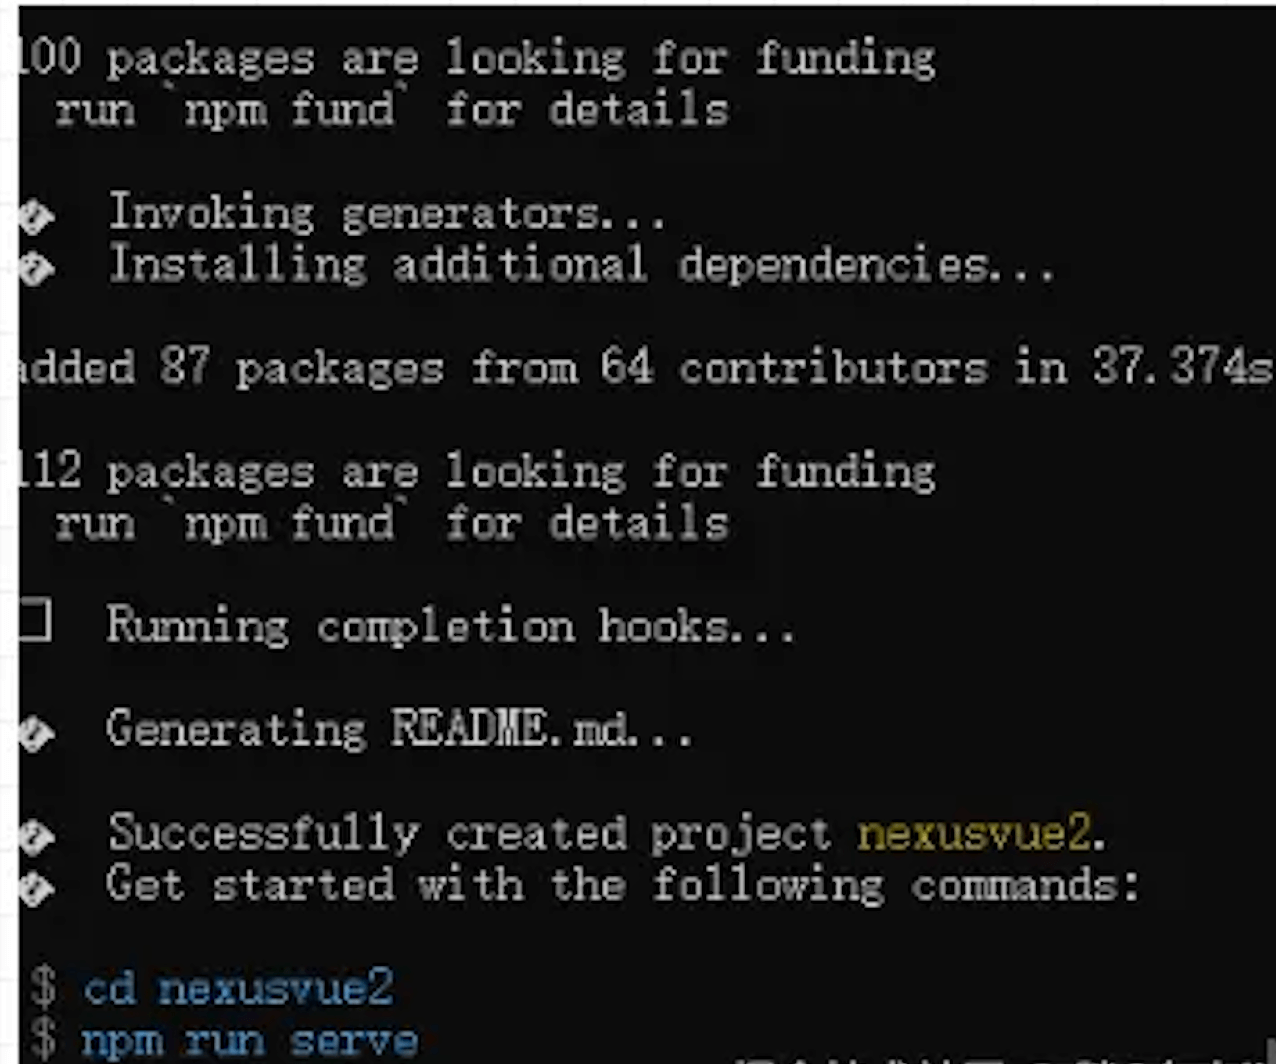 100 packages are looking for funding
run `npm fund` for details
� Invoking generators...
� Installing additional dependencies...
added 87 packages from 64 contributors in 37.374s
112 packages are looking for funding
run `npm fund` for details
Running completion hooks...
� Generating README.md...
� Successfully created project nexusvue2.
� Get started with the following commands:
$ cd nexusvue2
$ npm run serve